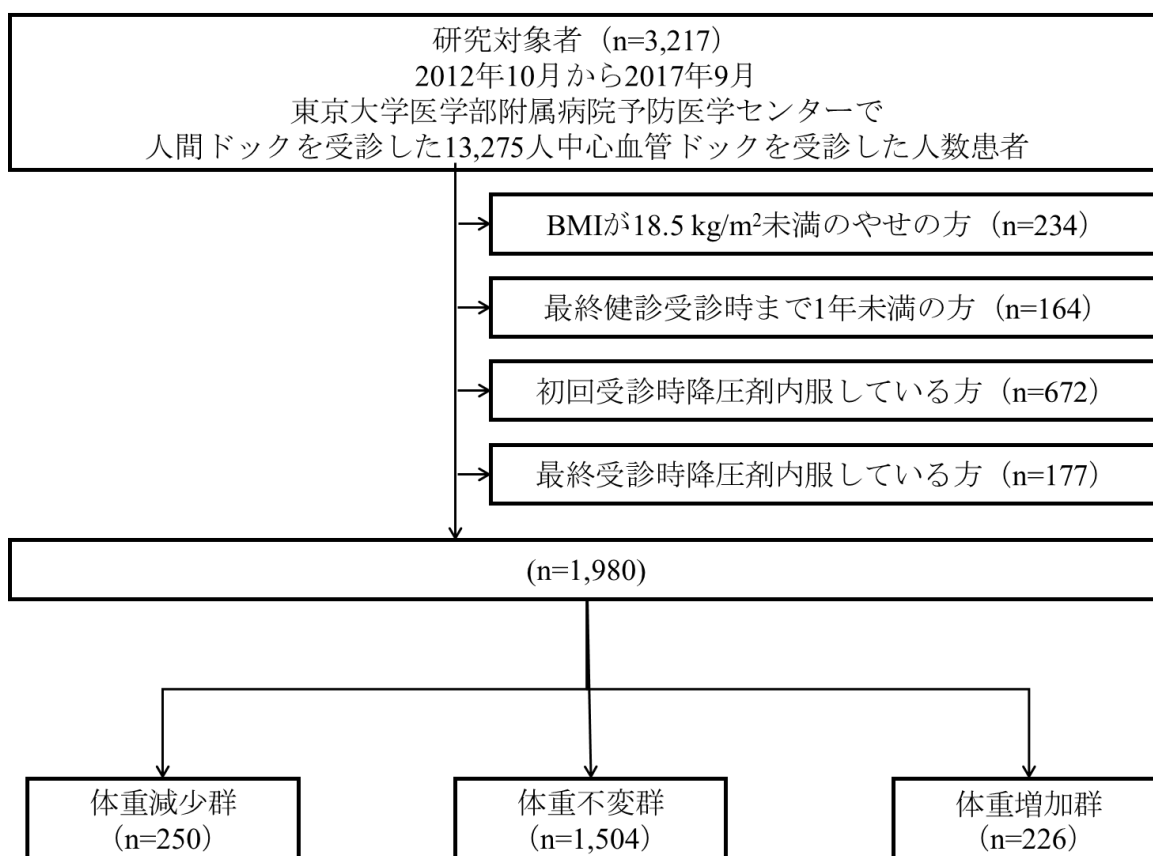 研究対象者（n=3,217）
2012年10月から2017年9月
東京大学医学部附属病院予防医学センターで
人間ドックを受診した13,275人中心血管ドックを受診した人数患者
BMIが18.5 kg/m²未満のやせの方（n=234）
最終健診受診時まで1年未満の方（n=164）
初回受診時降圧剤内服している方（n=672）
最終受診時降圧剤内服している方（n=177）
(n=1,980)
体重減少群
（n=250）
体重不変群
（n=1,504）
体重増加群
（n=226）